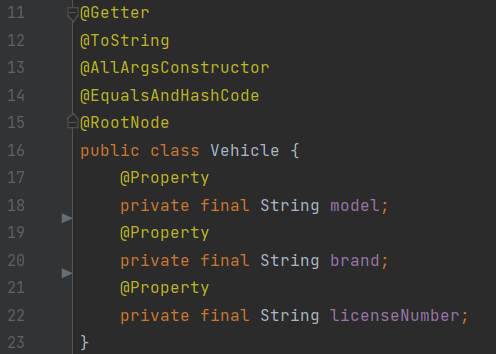 11 @Getter
12 @ToString
13 @AllArgsConstructor
14 @EqualsAndHashCode
15 @RootNode
16 public class Vehicle {
17 @Property
18 private final String model;
19 @Property
20 private final String brand;
21 @Property
22 private final String licenseNumber;
23 }